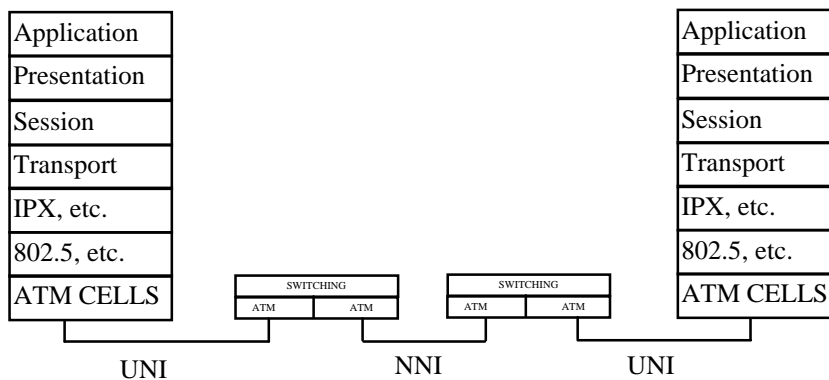 Application
Presentation
Session
Transport
IPX, etc.
802.5, etc.
ATM CELLS
SWITCHING
ATM ATM
SWITCHING
ATM ATM
Application
Presentation
Session
Transport
IPX, etc.
802.5, etc.
ATM CELLS
UNI NNI UNI